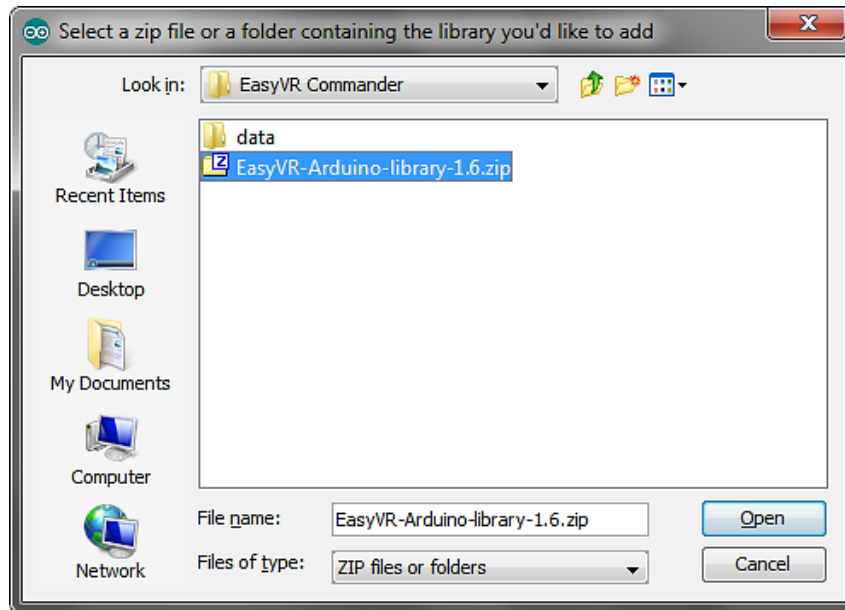 Select a zip file or a folder containing the library you'd like to add
Look in:
EasyVR Commander
Recent Items
Desktop
My Documents
Computer
Network
data
EasyVR-Arduino-library-1.6.zip
File name:
EasyVR-Arduino-library-1.6.zip
Open
Files of type:
ZIP files or folders
Cancel